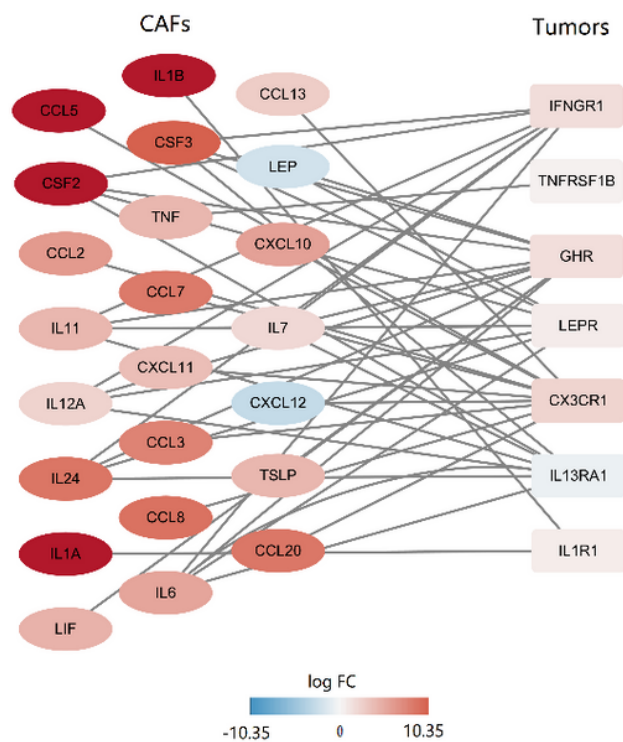 CAFs
Tumors
IL1B
CCL5
CCL13
IFNGR1
CSF3
LEP
CSF2
TNFRSF1B
TNF
CXCL10
CCL2
GHR
CCL7
IL11
IL7
LEPR
CXCL11
IL12A
CXCL12
CX3CR1
CCL3
IL24
TSLP
IL13RA1
CCL8
IL1A
CCL20
IL1R1
IL6
LIF
log FC
-10.35 0 10.35